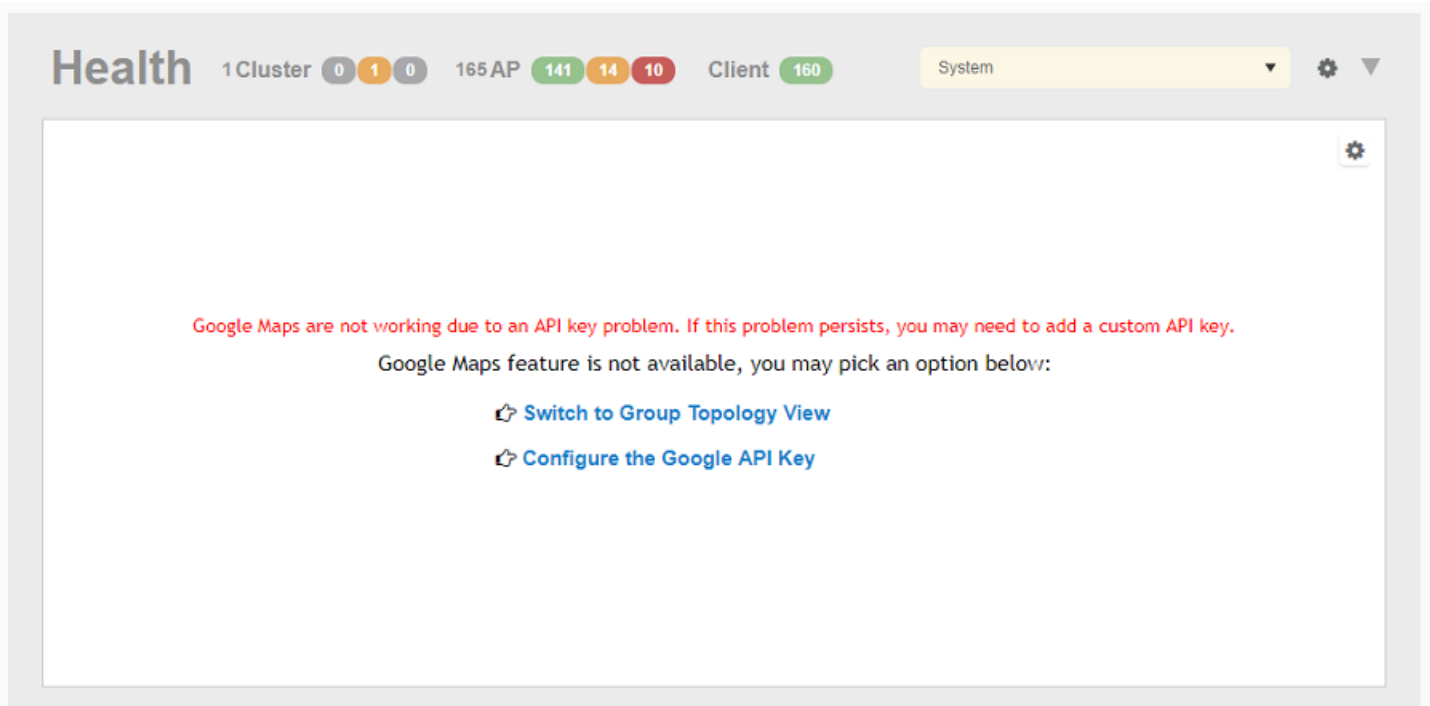 Health 1 Cluster 0 1 0 165 AP 141 14 10 Client 160 System
Google Maps are not working due to an API key problem. If this problem persists, you may need to add a custom API key.
Google Maps feature is not available, you may pick an option below:
Switch to Group Topology View
Configure the Google API Key